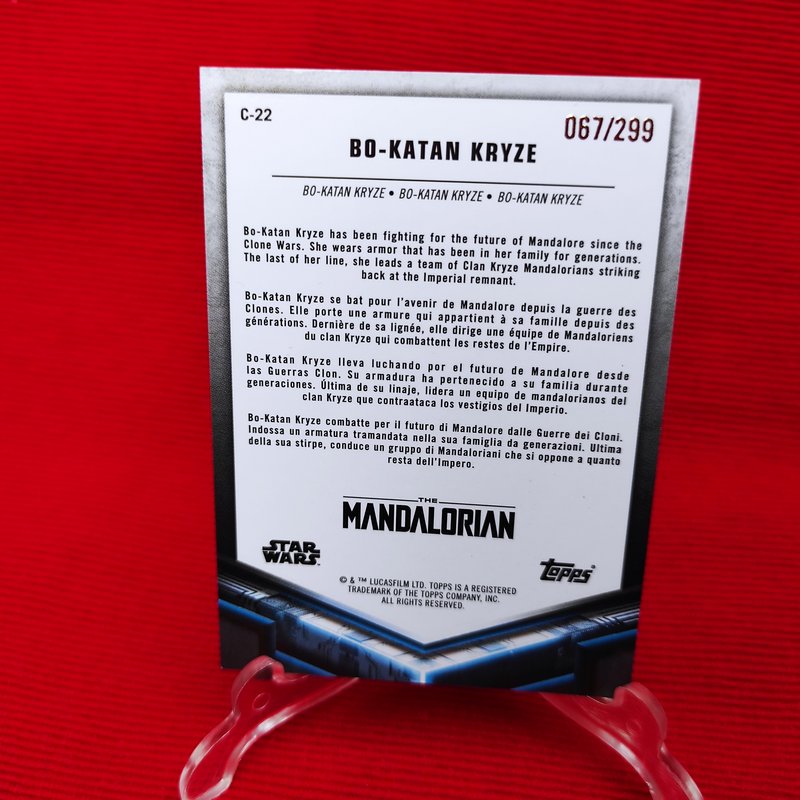 C-22
067/299
BO-KATAN KRYZE
BO-KATAN KRYZE • BO-KATAN KRYZE • BO-KATAN KRYZE
Bo-Katan Kryze has been fighting for the future of Mandalore since the
Clone Wars. She wears armor that has been in her family for generations.
The last of her line, she leads a team of Clan Kryze Mandalorians striking
back at the Imperial remnant.
Bo-Katan Kryze se bat pour l'avenir de Mandalore depuis la guerre des
Clones. Elle porte une armure qui appartient à sa famille depuis des
générations. Dernière de sa lignée, elle dirige une équipe de Mandaloriens
du clan Kryze qui combattent les restes de l'Empire.
Bo-Katan Kryze lleva luchando por el futuro de Mandalore desde
las Guerras Clon. Su armadura ha pertenecido a su familia durante
generaciones. Última de su linaje, lidera un equipo de mandalorianos del
clan Kryze que contraataca los vestigios del Imperio.
Bo-Katan Kryze combatte per il futuro di Mandalore dalle Guerre dei Cloni.
Indossa un armatura tramandata nella sua famiglia da generazioni. Ultima
della sua stirpe, conduce un gruppo di Mandaloriani che si oppone a quanto
resta dell'Impero.
THE
MANDALORIAN
STAR
WARS
topps®
© & ™ LUCASFILM LTD. TOPPS IS A REGISTERED
TRADEMARK OF THE TOPPS COMPANY, INC.
ALL RIGHTS RESERVED.